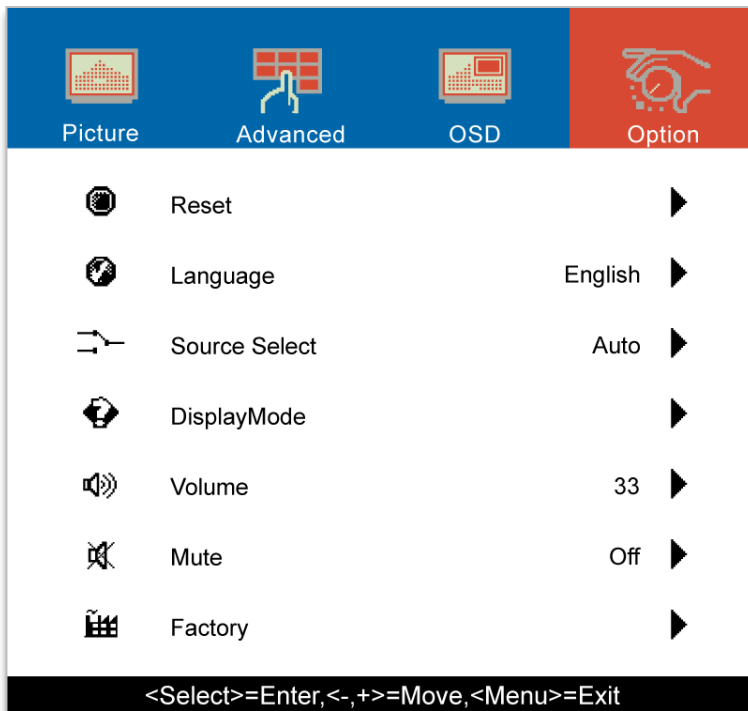 Picture Advanced OSD Option
Reset
Language English
Source Select Auto
DisplayMode
Volume 33
Mute Off
Factory
<Select>=Enter,<-,+>=Move,<Menu>=Exit